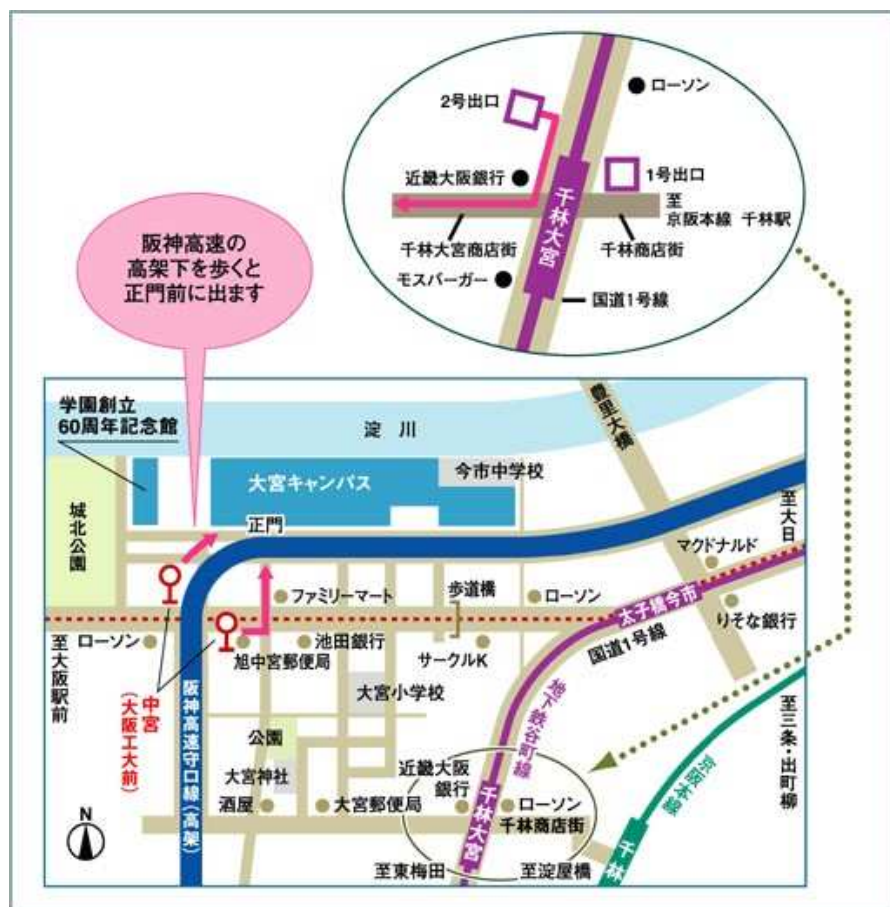 ローソン
2号出口
近畿大阪銀行
1号出口
至
京阪本線 千林駅
千林大宮
千林大宮商店街
千林商店街
モスバーガー
国道1号線
阪神高速の
高架下を歩くと
正門前に出ます
学園創立
60周年記念館
淀川
豊里大橋
大宮キャンパス
今市中学校
城北公園
正門
至大日
マクドナルド
ファミリーマート
歩道橋
ローソン
太子橋今市
りそな銀行
国道1号線
至大阪駅前
ローソン
旭中宮郵便局
池田銀行
サークルK
中宮
(大阪工大前)
阪神高速守口線(高架)
大宮小学校
地下鉄谷町線
至三条・出町柳
京阪本線
公園
大宮神社
近畿大阪
銀行
酒屋
大宮郵便局
千林大宮
ローソン
千林商店街
千林
N
至東梅田
至淀屋橋